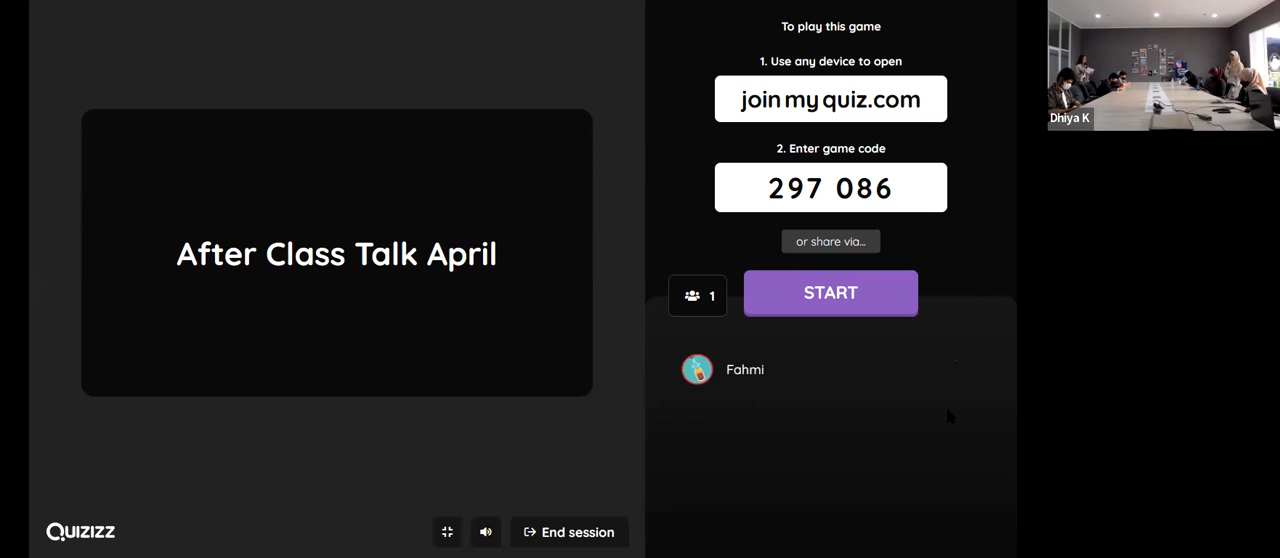 After Class Talk April
QUIZIZZ
End session
To play this game
1. Use any device to open
joinmyquiz.com
2. Enter game code
297 086
or share via...
1
START
Fahmi
Dhiya K